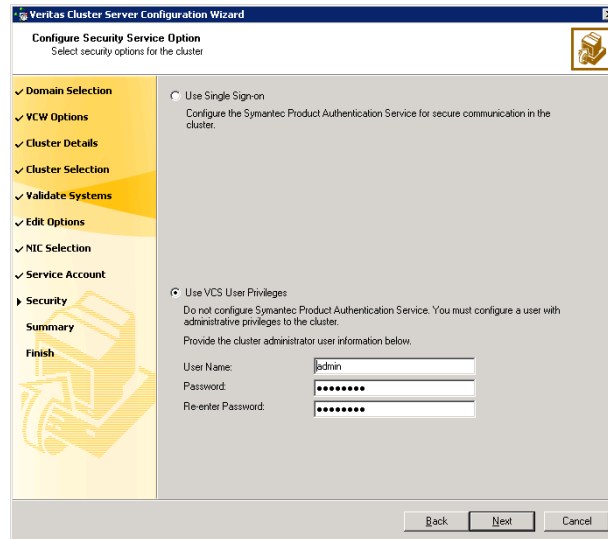 Veritas Cluster Server Configuration Wizard
Configure Security Service Option
Select security options for the cluster
Domain Selection
VCW Options
Cluster Details
Cluster Selection
Validate Systems
Edit Options
NIC Selection
Service Account
Security
Summary
Finish
Use Single Sign-on
Configure the Symantec Product Authentication Service for secure communication in the
cluster.
Use VCS User Privileges
Do not configure Symantec Product Authentication Service. You must configure a user with
administrative privileges to the cluster.
Provide the cluster administrator user information below.
User Name:
admin
Password:
●●●●●●●●
Re-enter Password:
●●●●●●●●
Back
Next
Cancel